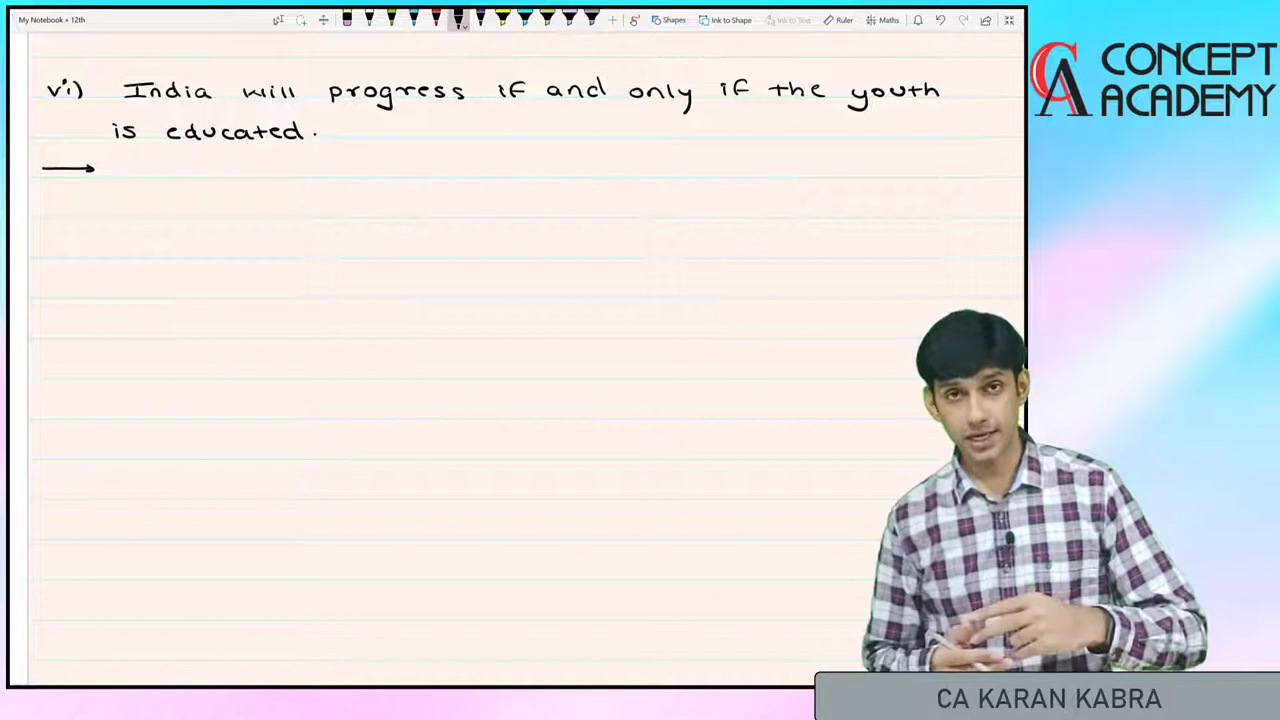 My Notebook » 12th
Shapes
Ink to Shape
Ink to Text
Ruler
Maths
vi) India will progress if and only if the youth
is educated.
CONCEPT
ACADEMY
CA KARAN KABRA